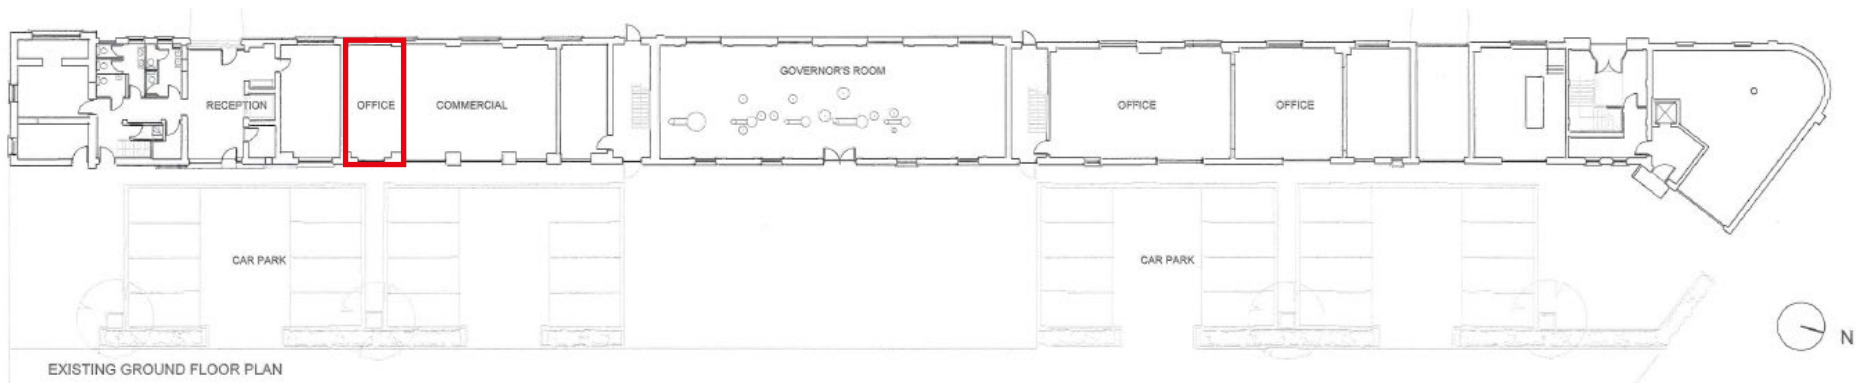 GOVERNOR'S ROOM
RECEPTION
OFFICE
COMMERCIAL
OFFICE
OFFICE
CAR PARK
CAR PARK
N
EXISTING GROUND FLOOR PLAN